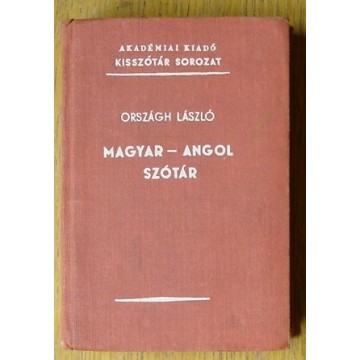 AKADÉMIAI KIADÓ
KISSZÓTÁR SOROZAT
ORSZÁGH LÁSZLÓ
MAGYAR — ANGOL
SZÓTÁR